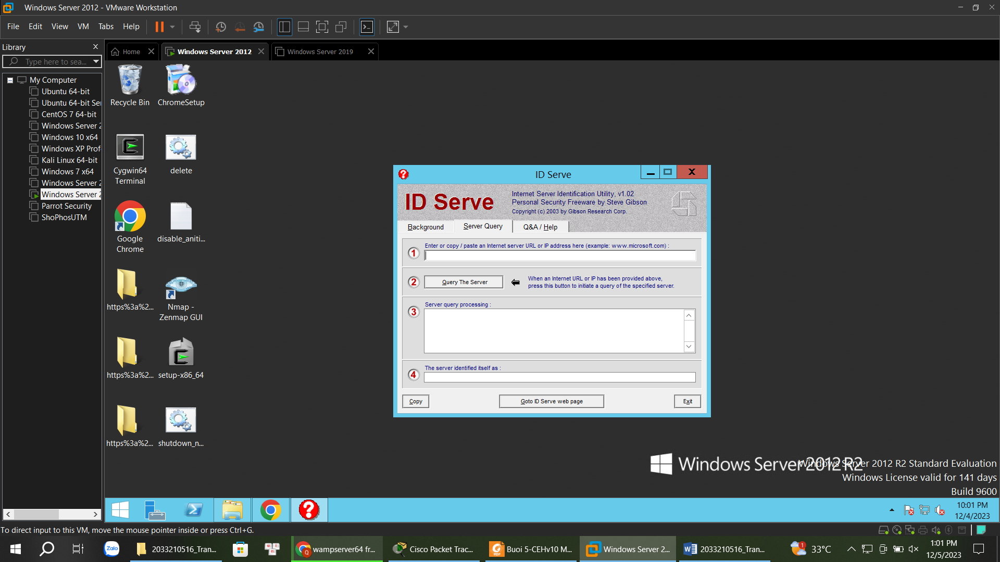 Windows Server 2012 - VMware Workstation
File Edit View VM Tabs Help
Library
Type here to sea...
My Computer
Ubuntu 64-bit
Ubuntu 64-bit Ser
CentOS 7 64-bit
Windows Server 2
Windows 10 x64
Windows XP Prof
Kali Linux 64-bit
Windows 7 x64
Windows Server 2
Windows Server 2
Parrot Security
ShoPhosUTM
Home
Windows Server 2012
Windows Server 2019
Recycle Bin
ChromeSetup
Cygwin64
Terminal
delete
Google
Chrome
disable_aniti...
https%3a%2...
Nmap -
Zenmap GUI
https%3a%2...
setup-x86_64
https%3a%2...
shutdown_n...
ID Serve
ID Serve
Internet Server Identification Utility, v1.02
Personal Security Freeware by Steve Gibson
Copyright (c) 2003 by Gibson Research Corp.
Background
Server Query
Q&A / Help
1
Enter or copy / paste an Internet server URL or IP address here (example: www.microsoft.com) :
2
Query The Server
When an Internet URL or IP has been provided above,
press this button to initiate a query of the specified server.
3
Server query processing :
4
The server identified itself as :
Copy
Goto ID Serve web page
Exit
Windows Server 2012 R2
Windows Server 2012 R2 Standard Evaluation
Windows License valid for 141 days
Build 9600
10:01 PM
12/4/2023
To direct input to this VM, move the mouse pointer inside or press Ctrl+G.
Zalo
2033210516_Tran...
wampserver64 fr...
Cisco Packet Trac...
PDF
Buoi 5-CEHv10 M...
Windows Server 2...
2033210516_Tran...
1
33°C
1:01 PM
12/5/2023